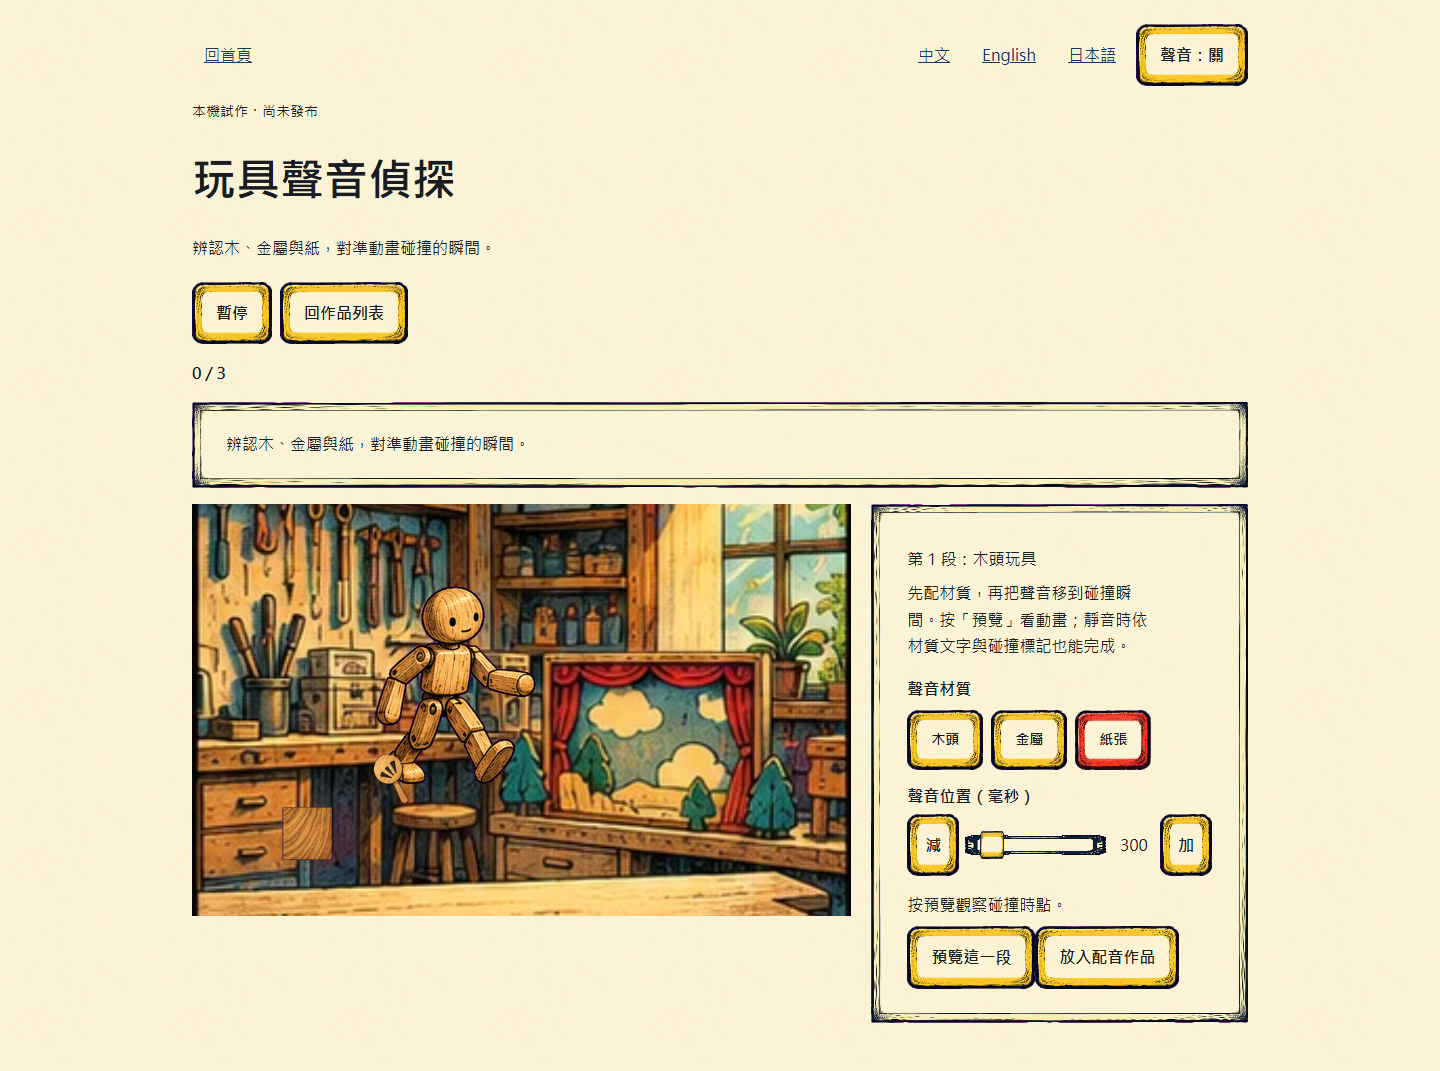 回首頁
中文 English 日本語 聲音：關
本機試作・尚未發布
玩具聲音偵探
辨認木、金屬與紙，對準動畫碰撞的瞬間。
暫停 回作品列表
0 / 3
辨認木、金屬與紙，對準動畫碰撞的瞬間。
第 1 段：木頭玩具
先配材質，再把聲音移到碰撞瞬
間。按「預覽」看動畫；靜音時依
材質文字與碰撞標記也能完成。
聲音材質
木頭 金屬 紙張
聲音位置（毫秒）
減 300 加
按預覽觀察碰撞時點。
預覽這一段 放入配音作品